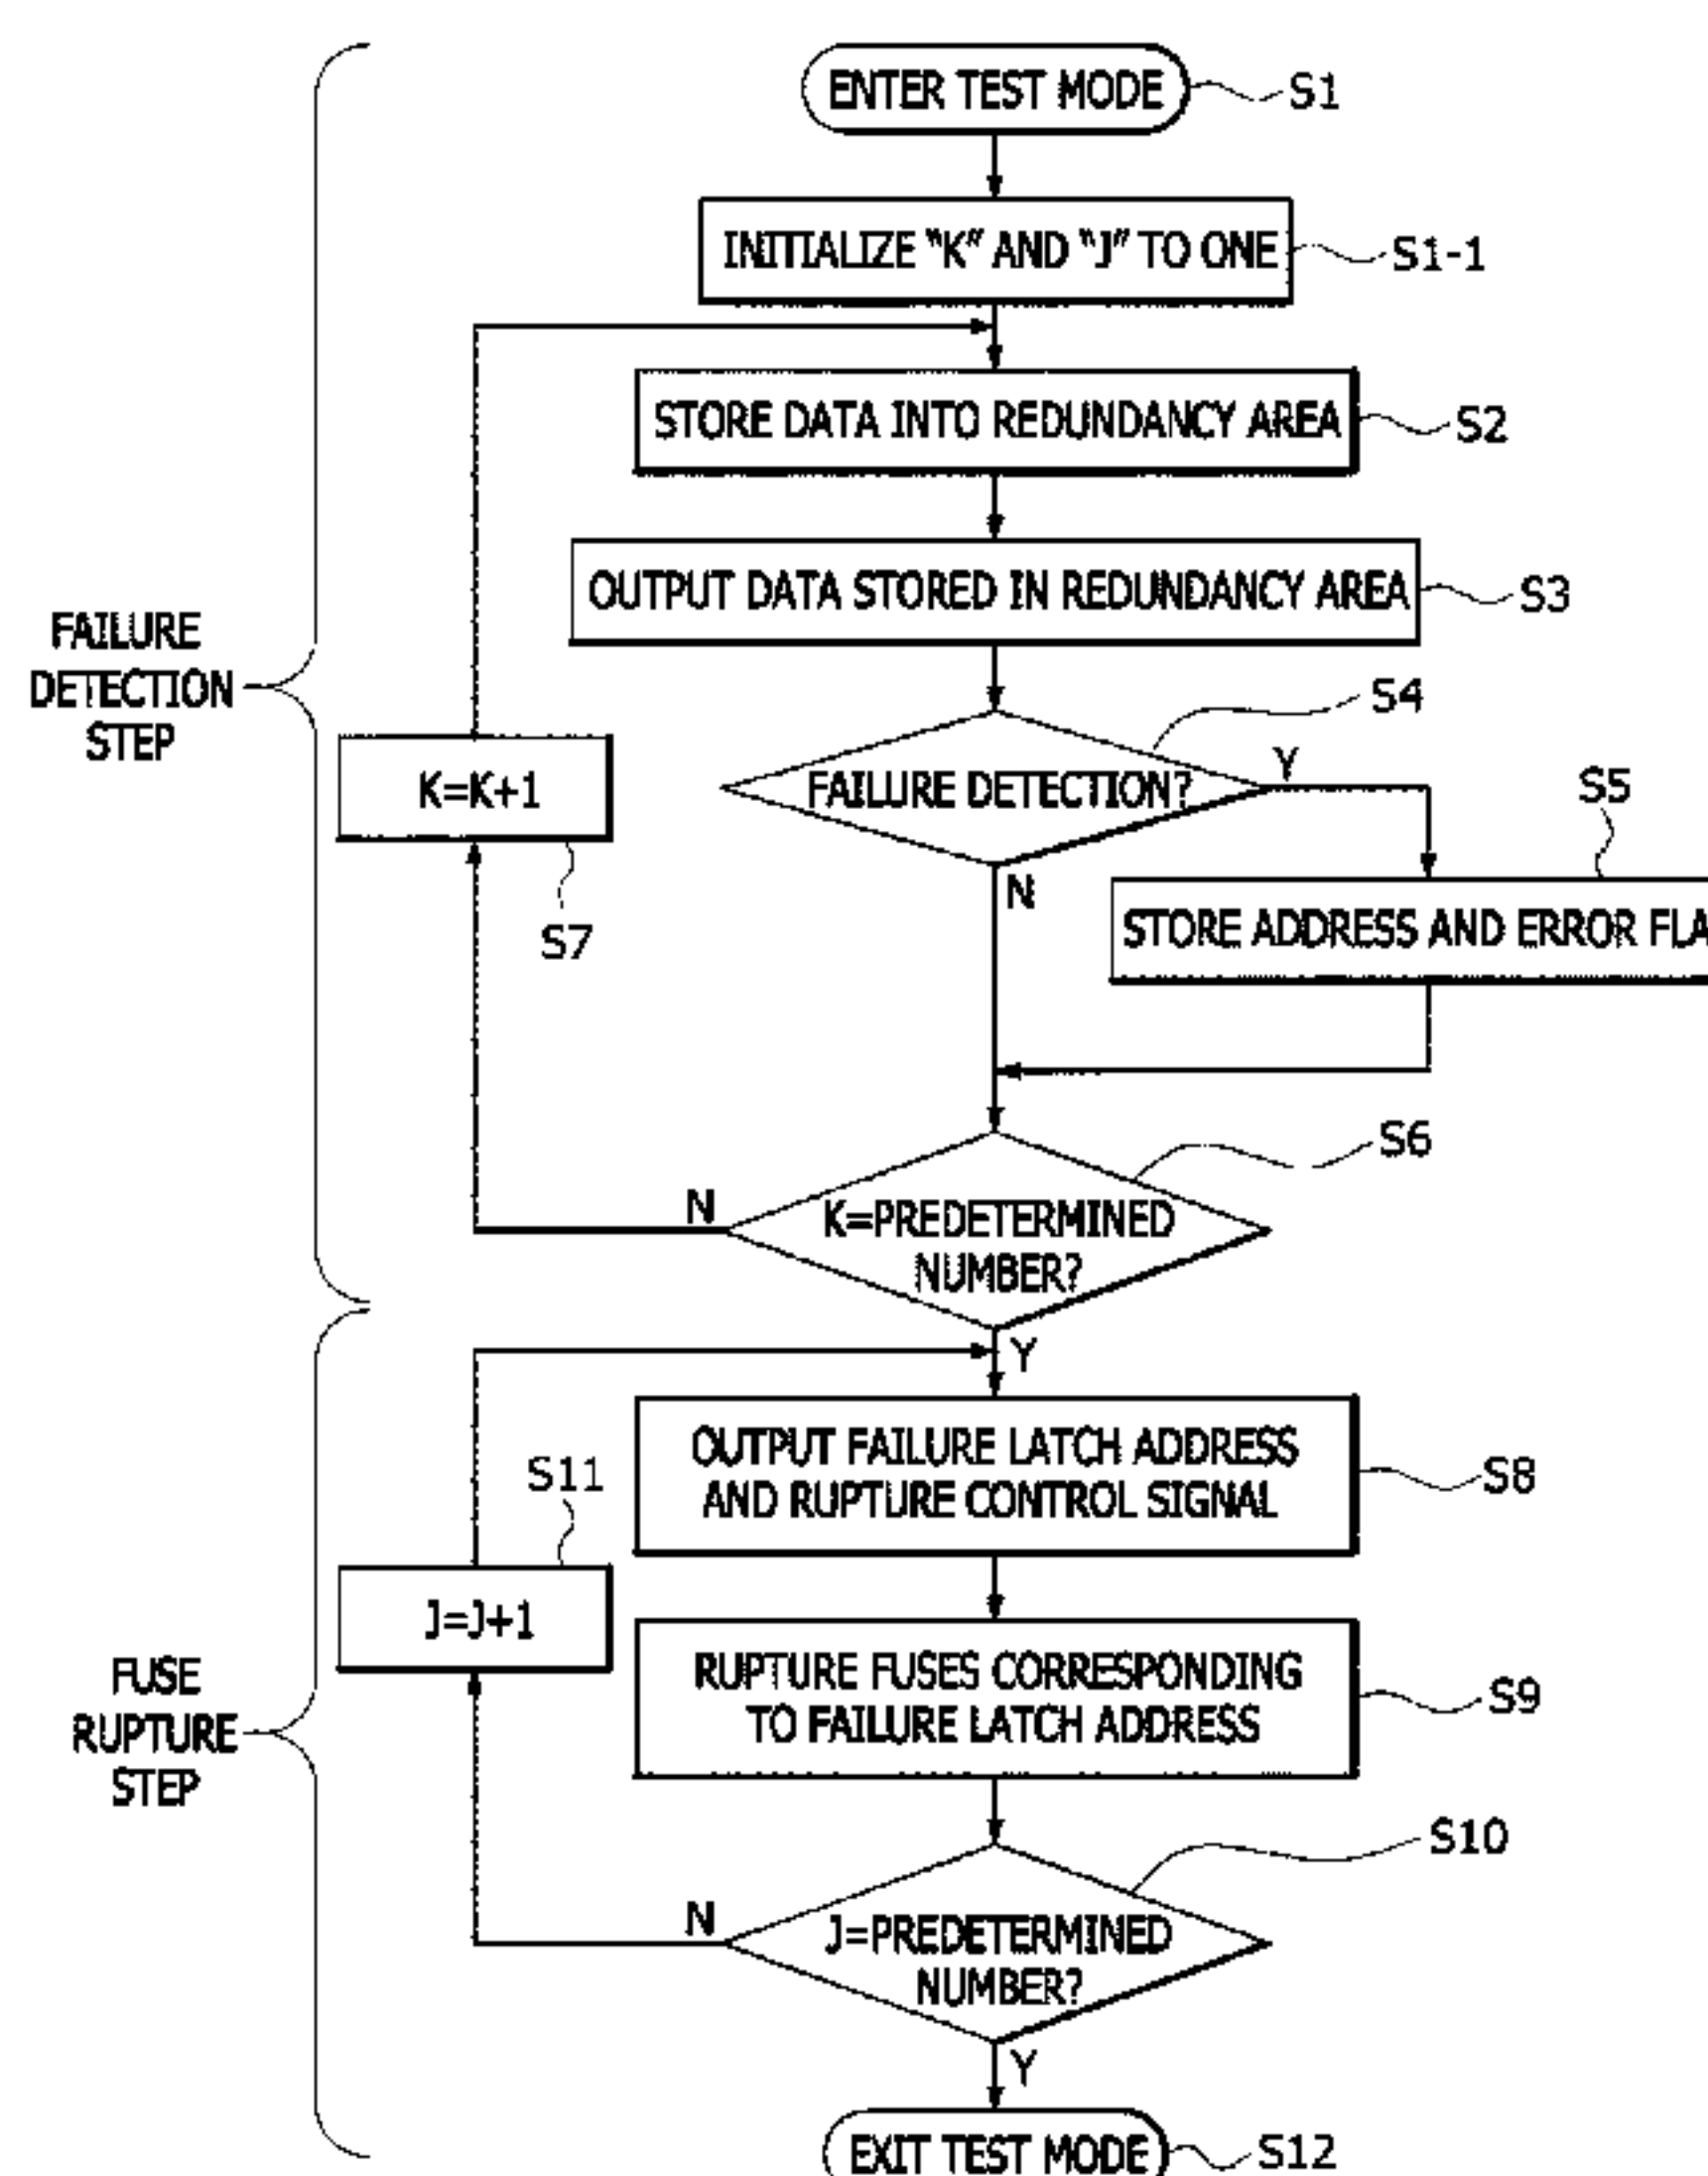 ENTER TEST MODE
S1
INITIALIZE "K" AND "J" TO ONE
S1-1
STORE DATA INTO REDUNDANCY AREA
S2
OUTPUT DATA STORED IN REDUNDANCY AREA
S3
FAILURE
DETECTION
STEP
S4
FAILURE DETECTION?
Y
N
K=K+1
S7
S5
STORE ADDRESS AND ERROR FLA
S6
K=PREDETERMINED
NUMBER?
N
Y
OUTPUT FAILURE LATCH ADDRESS
AND RUPTURE CONTROL SIGNAL
S8
S11
J=J+1
RUPTURE FUSES CORRESPONDING
TO FAILURE LATCH ADDRESS
S9
FUSE
RUPTURE
STEP
S10
J=PREDETERMINED
NUMBER?
N
Y
EXIT TEST MODE
S12